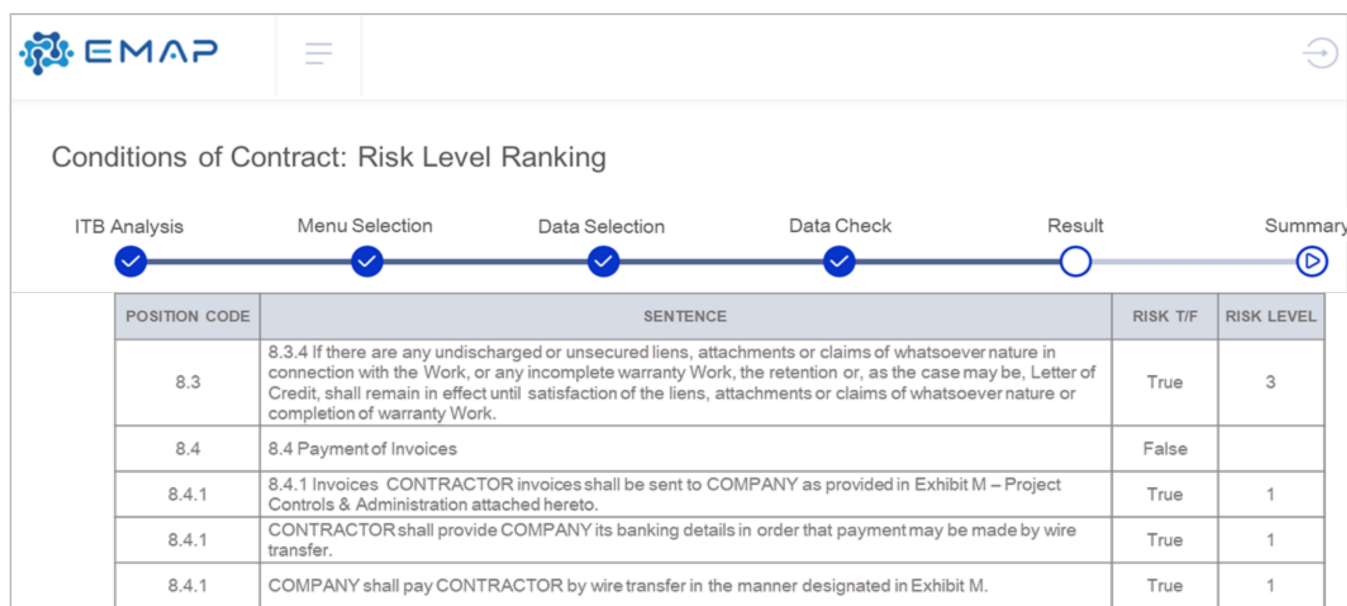 EMAP
Conditions of Contract: Risk Level Ranking
ITB Analysis Menu Selection Data Selection Data Check Result Summary
POSITION CODE SENTENCE RISK T/F RISK LEVEL
8.3.4 If there are any undischarged or unsecured liens, attachments or claims of whatsoever nature in
connection with the Work, or any incomplete warranty Work, the retention or, as the case may be, Letter of
8.3 True 3
Credit, shall remain in effect until satisfaction of the liens, attachments or claims of whatsoever nature or
completion of warranty Work.
8.4 8.4 Payment of Invoices False
8.4.1 Invoices CONTRACTOR invoices shall be sent to COMPANY as provided in Exhibit M – Project
8.4.1 True 1
Controls & Administration attached hereto.
CONTRACTOR shall provide COMPANY its banking details in order that payment may be made by wire
8.4.1 True 1
transfer.
8.4.1 COMPANY shall pay CONTRACTOR by wire transfer in the manner designated in Exhibit M. True 1